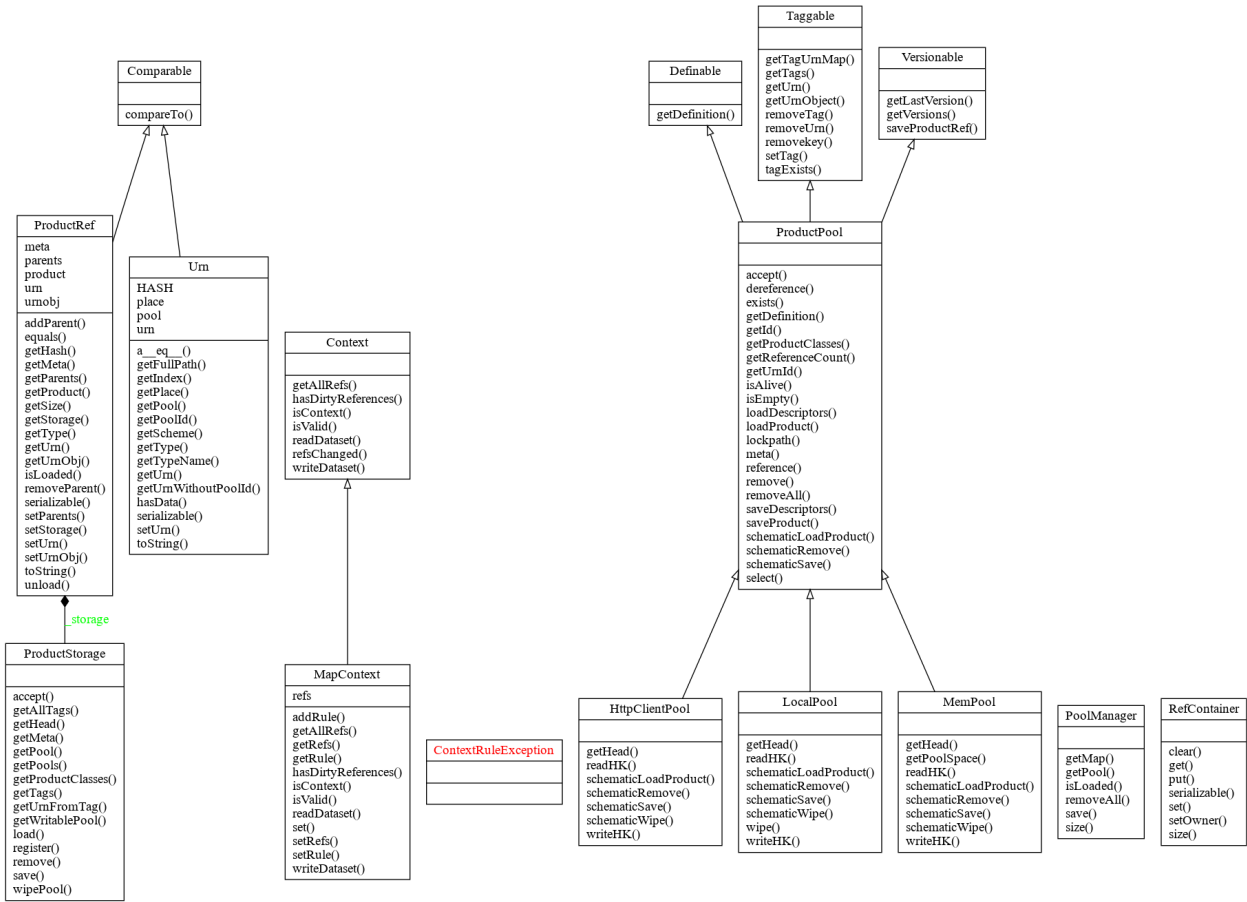 Comparable
compareTo()
Definable
getDefinition()
Taggable
getTagUrnMap()
getTags()
getUrn()
getUrnObject()
removeTag()
removeUrn()
removekey()
setTag()
tagExists()
Versionable
getLastVersion()
getVersions()
saveProductRef()
ProductRef
meta
parents
product
urn
urnobj
addParent()
equals()
getHash()
getMeta()
getParents()
getProduct()
getSize()
getStorage()
getType()
getUrn()
getUrnObj()
isLoaded()
removeParent()
serializable()
setParents()
setStorage()
setUrn()
setUrnObj()
toString()
unload()
Urn
HASH
place
pool
urn
a__eq__()
getFullPath()
getIndex()
getPlace()
getPool()
getPoolId()
getScheme()
getType()
getTypeName()
getUrn()
getUrnWithoutPoolId()
hasData()
serializable()
setUrn()
toString()
Context
getAllRefs()
hasDirtyReferences()
isContext()
isValid()
readDataset()
refsChanged()
writeDataset()
ProductPool
accept()
dereference()
exists()
getDefinition()
getId()
getProductClasses()
getReferenceCount()
getUrnId()
isAlive()
isEmpty()
loadDescriptors()
loadProduct()
lockpath()
meta()
reference()
remove()
removeAll()
saveDescriptors()
saveProduct()
schematicLoadProduct()
schematicRemove()
schematicSave()
select()
_storage
ProductStorage
accept()
getAllTags()
getHead()
getMeta()
getPool()
getPools()
getProductClasses()
getTags()
getUrnFromTag()
getWritablePool()
load()
register()
remove()
save()
wipePool()
MapContext
refs
addRule()
getAllRefs()
getRefs()
getRule()
hasDirtyReferences()
isContext()
isValid()
readDataset()
set()
setRefs()
setRule()
writeDataset()
ContextRuleException
HttpClientPool
getHead()
readHK()
schematicLoadProduct()
schematicRemove()
schematicSave()
schematicWipe()
writeHK()
LocalPool
getHead()
readHK()
schematicLoadProduct()
schematicRemove()
schematicSave()
schematicWipe()
wipe()
writeHK()
MemPool
getHead()
getPoolSpace()
readHK()
schematicLoadProduct()
schematicRemove()
schematicSave()
schematicWipe()
writeHK()
PoolManager
getMap()
getPool()
isLoaded()
removeAll()
save()
size()
RefContainer
clear()
get()
put()
serializable()
set()
setOwner()
size()